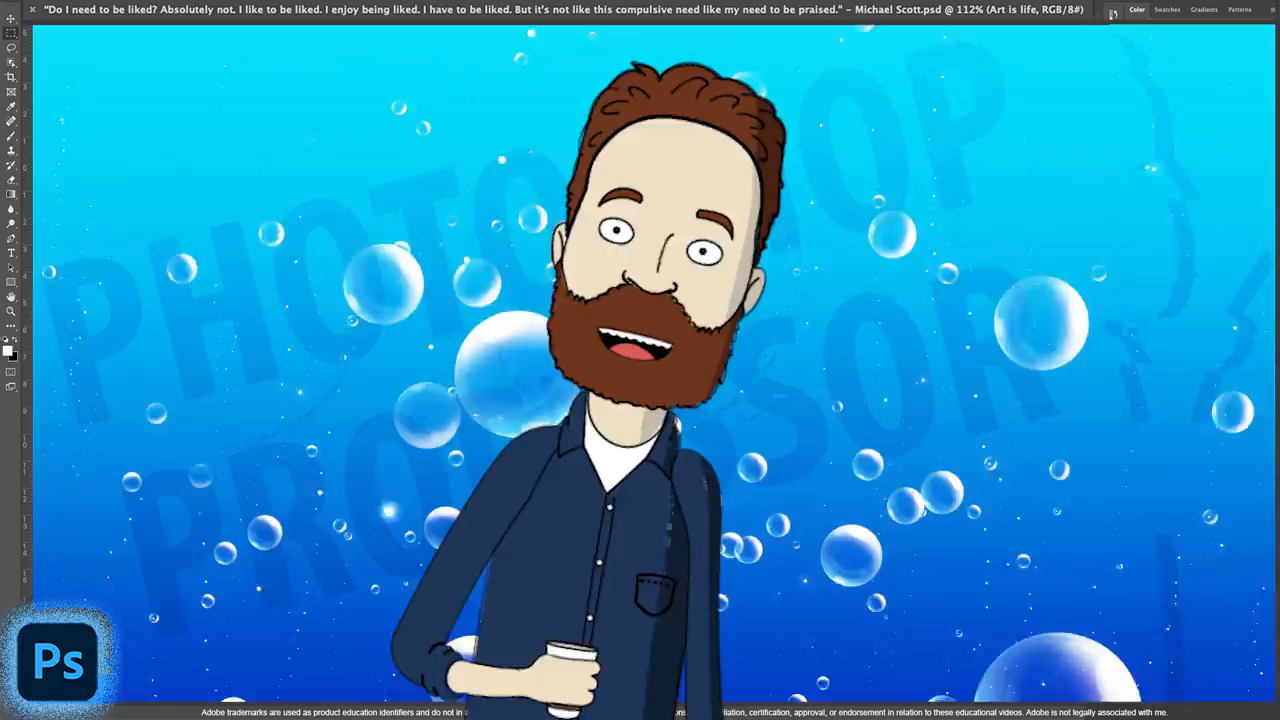 "Do I need to be liked? Absolutely not. I like to be liked. I enjoy being liked. I have to be liked. But it's not like this compulsive need like my need to be praised." – Michael Scott.psd @ 112% (Art is life, RGB/8#)
Color Swatches Gradients Patterns
PHOTOSHOP
PROFESSOR
Ps
Adobe trademarks are used as product education identifiers and do not in
liation, certification, approval, or endorsement in relation to these educational videos. Adobe is not legally associated with me.